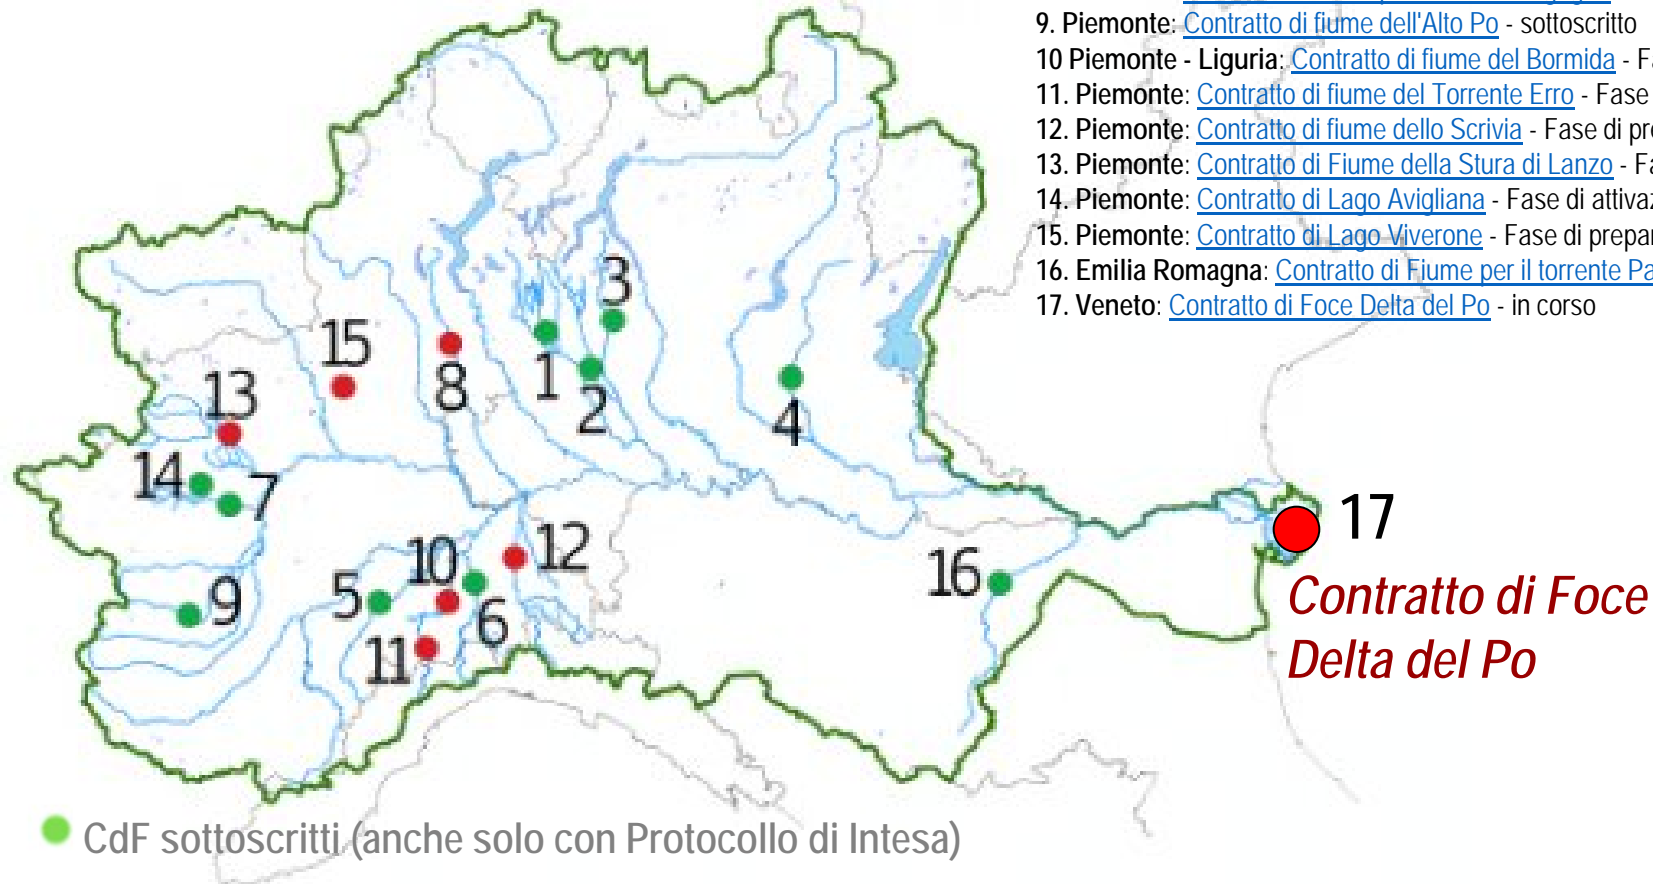 9. Piemonte: Contratto di fiume dell'Alto Po - sottoscritto
10 Piemonte - Liguria: Contratto di fiume del Bormida - F
11. Piemonte: Contratto di fiume del Torrente Erro - Fase
12. Piemonte: Contratto di fiume dello Scrivia - Fase di pr
13. Piemonte: Contratto di Fiume della Stura di Lanzo - F
14. Piemonte: Contratto di Lago Avigliana - Fase di attiva
15. Piemonte: Contratto di Lago Viverone - Fase di prepar
16. Emilia Romagna: Contratto di Fiume per il torrente Pa
17. Veneto: Contratto di Foce Delta del Po - in corso
3
15
8
1
2
13
4
14
7
17
10
12
16
5
9
6
11
Contratto di Foce
Delta del Po
CdF sottoscritti (anche solo con Protocollo di Intesa)